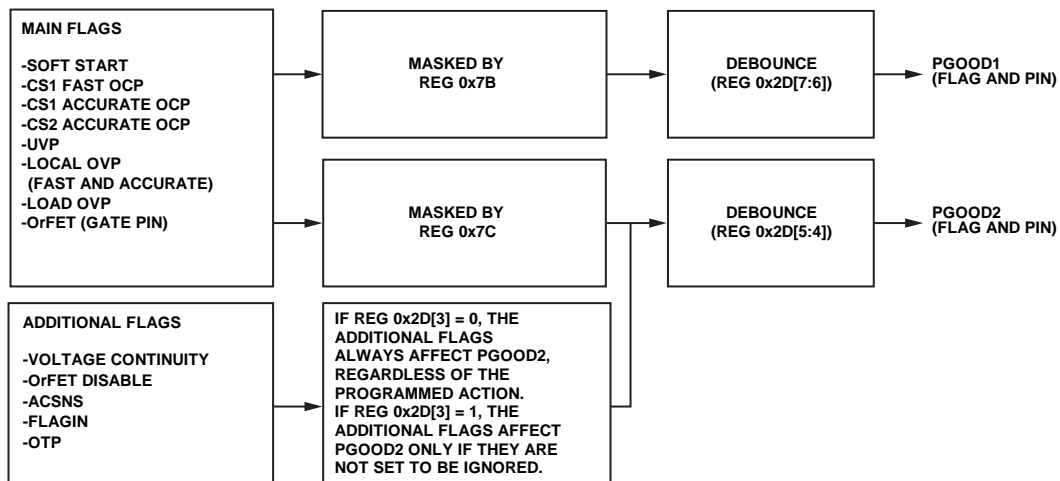 MAIN FLAGS
-SOFT START
-CS1 FAST OCP
-CS1 ACCURATE OCP
-CS2 ACCURATE OCP
-UVP
-LOCAL OVP
(FAST AND ACCURATE)
-LOAD OVP
-OrFET (GATE PIN)
MASKED BY
REG 0x7B
DEBOUNCE
(REG 0x2D[7:6])
PGOOD1
(FLAG AND PIN)
MASKED BY
REG 0x7C
DEBOUNCE
(REG 0x2D[5:4])
PGOOD2
(FLAG AND PIN)
ADDITIONAL FLAGS
-VOLTAGE CONTINUITY
-OrFET DISABLE
-ACSNS
-FLAGIN
-OTP
IF REG 0x2D[3] = 0, THE
ADDITIONAL FLAGS
ALWAYS AFFECT PGOOD2,
REGARDLESS OF THE
PROGRAMMED ACTION.
IF REG 0x2D[3] = 1, THE
ADDITIONAL FLAGS AFFECT
PGOOD2 ONLY IF THEY ARE
NOT SET TO BE IGNORED.